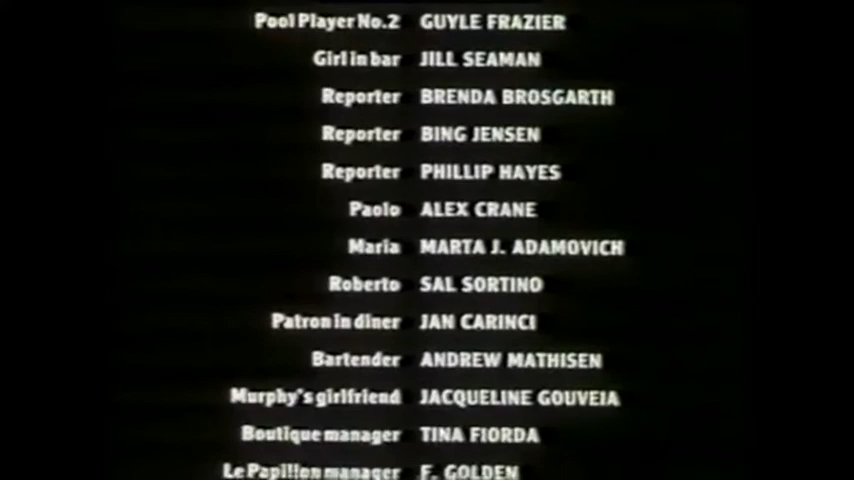 Pool Player No.2 GUYLE FRAZIER
Girl in bar JILL SEAMAN
Reporter BRENDA BROSGARTH
Reporter BING JENSEN
Reporter PHILLIP HAYES
Paolo ALEX CRANE
Maria MARTA J. ADAMOVICH
Roberto SAL SORTINO
Patron in diner JAN CARINCI
Bartender ANDREW MATHISEN
Murphy's girlfriend JACQUELINE GOUVEIA
Boutique manager TINA FIORDA
Le Papillon manager F. GOLDEN